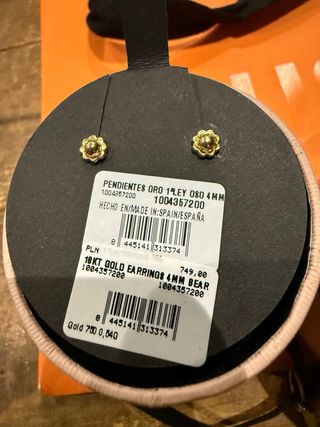 PENDIENTES ORO 1ªLEY OSO 4MM
1004357200
1004357200
HECHO EN/MADE IN:SPAIN/ESPAÑA
8 445141 313374
PLN 749.00
18KT GOLD EARRINGS 4MM BEAR
1004357200 1004357200
8 445141 313374
Gold 750 0,54G